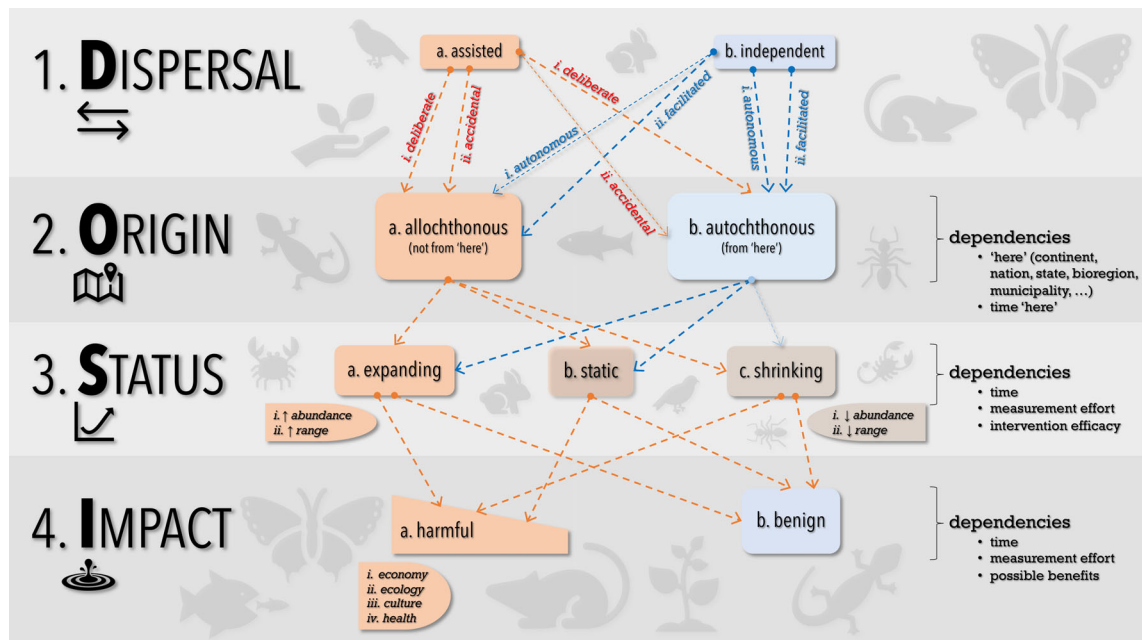 1. DISPERSAL
a. assisted
b. independent
i. deliberate
ii. accidental
i. deliberate
ii. accidental
i. autonomous
ii. facilitated
i. autonomous
ii. facilitated
2. ORIGIN
a. allochthonous
(not from ‘here’)
b. autochthonous
(from ‘here’)
dependencies
• ‘here’ (continent,
nation, state, bioregion,
municipality, …)
• time ‘here’
3. STATUS
a. expanding
b. static
c. shrinking
i. ↑ abundance
ii. ↑ range
i. ↓ abundance
ii. ↓ range
dependencies
• time
• measurement effort
• intervention efficacy
4. IMPACT
a. harmful
b. benign
i. economy
ii. ecology
iii. culture
iv. health
dependencies
• time
• measurement effort
• possible benefits